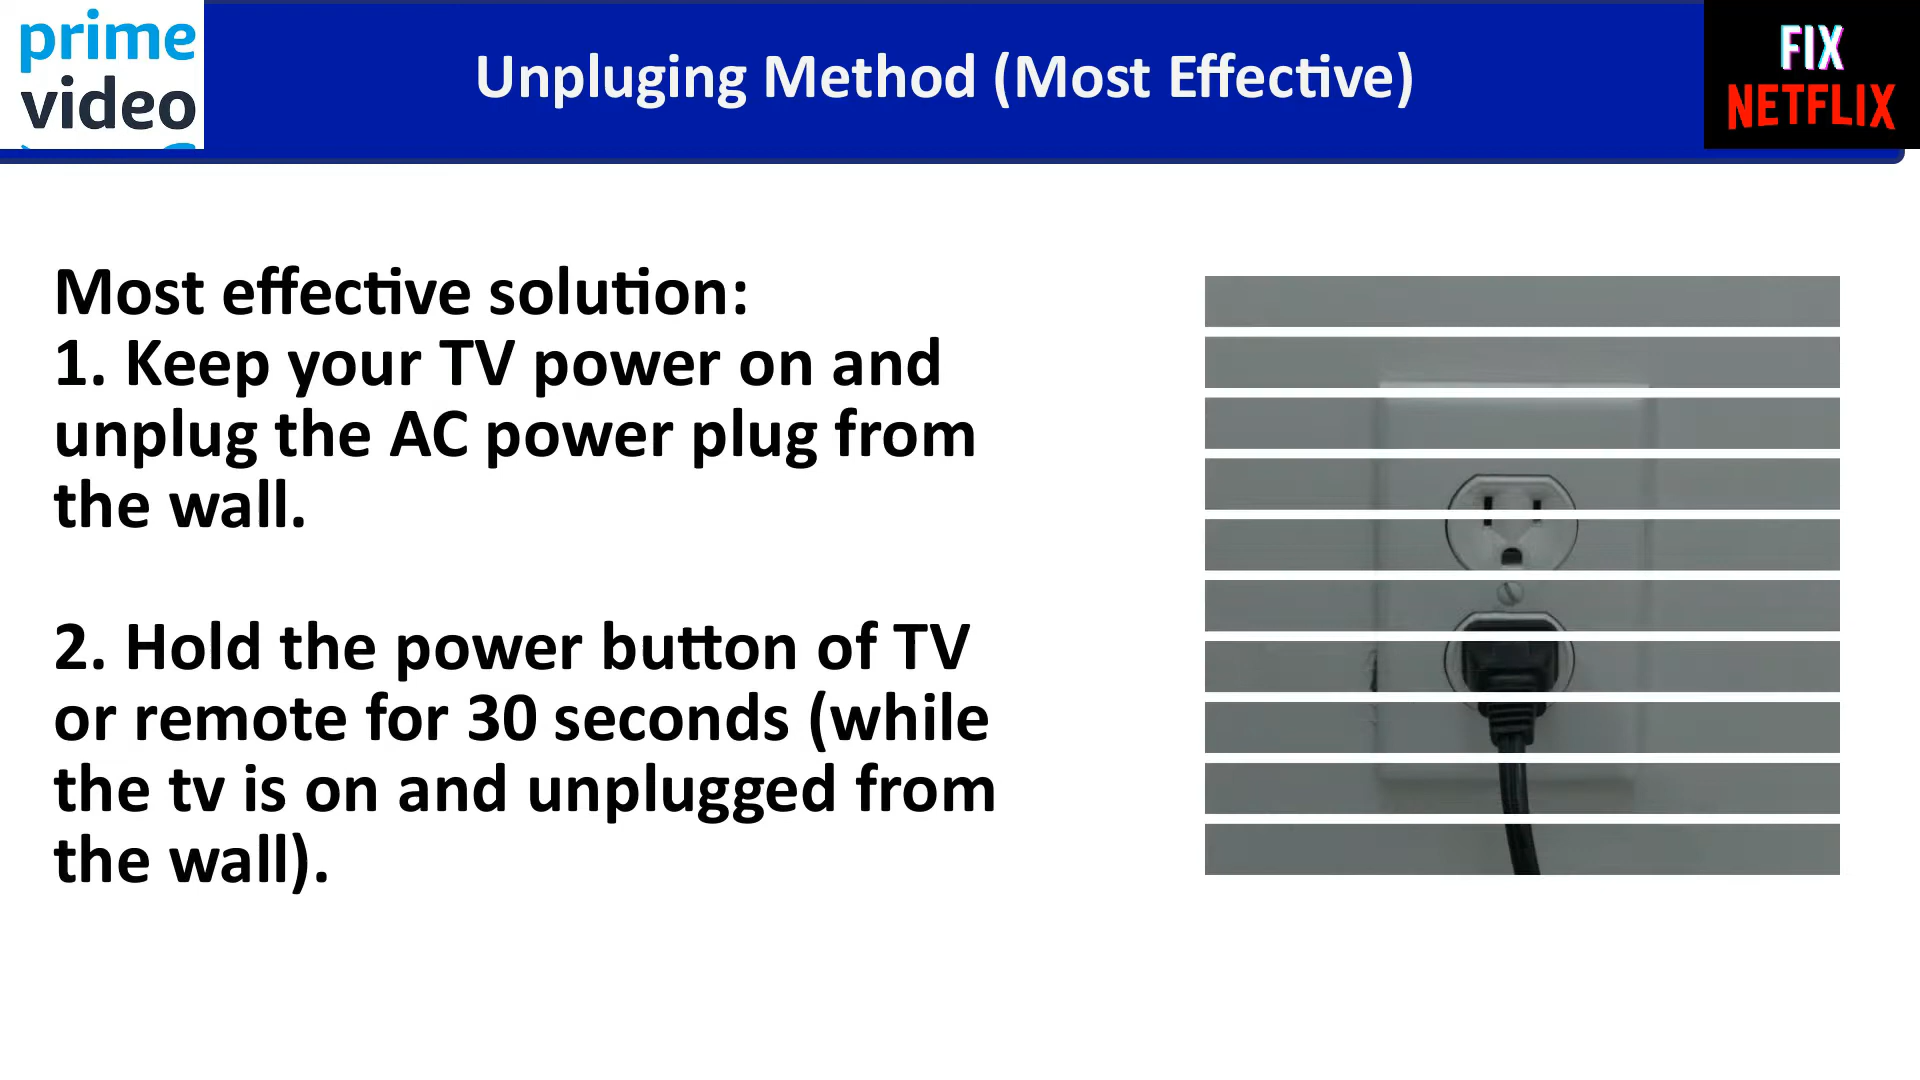 prime
video
Unpluging Method (Most Effective)
FIX
NETFLIX
Most effective solution:
1. Keep your TV power on and
unplug the AC power plug from
the wall.
2. Hold the power button of TV
or remote for 30 seconds (while
the tv is on and unplugged from
the wall).